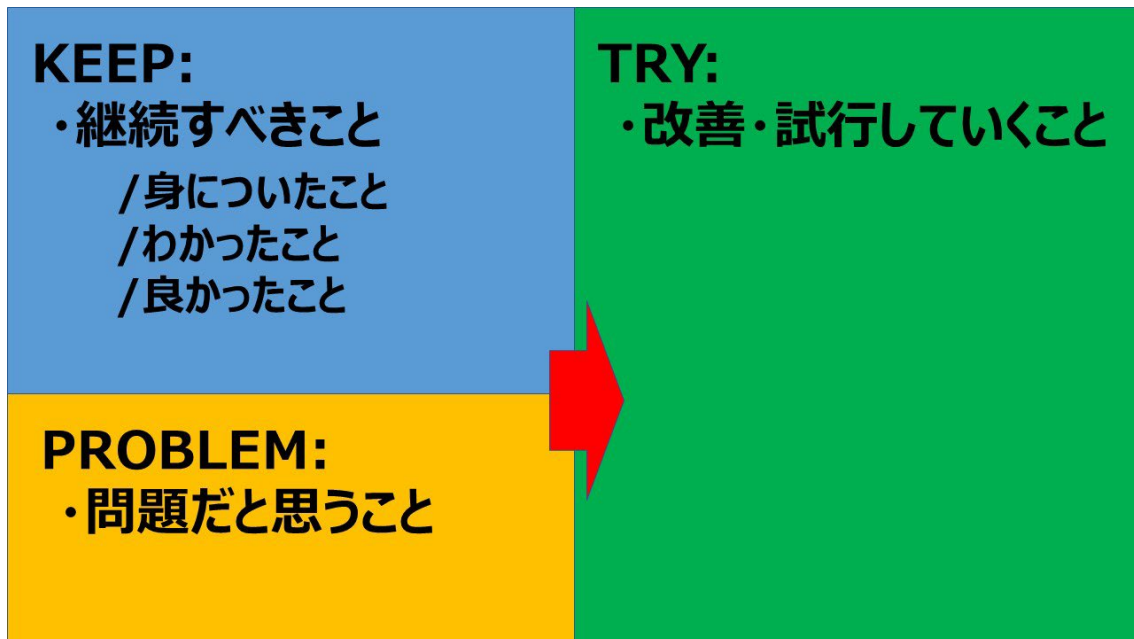 KEEP:
・継続すべきこと
/身についたこと
/わかったこと
/良かったこと
PROBLEM:
・問題だと思うこと
TRY:
・改善・試行していくこと